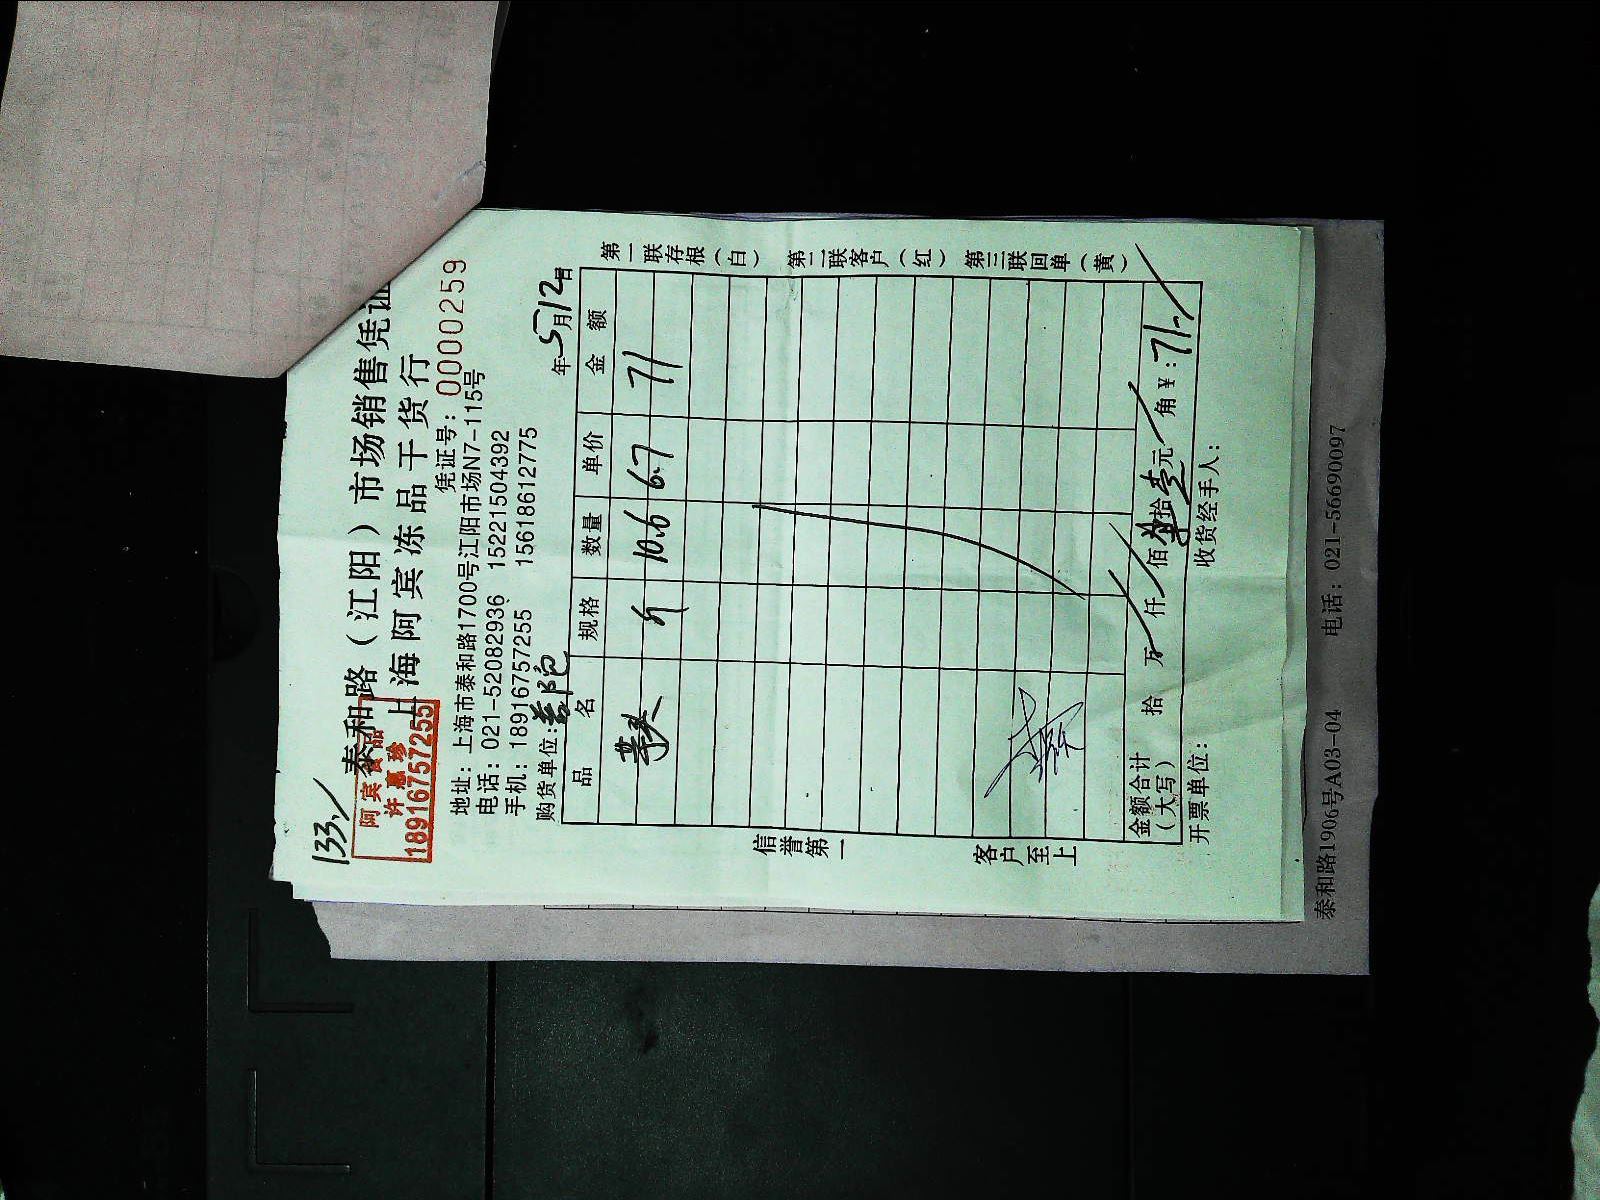 133.
泰和路（江阳）市场销售凭证
阿宾食品
许惠珍
18916757255
上海阿宾冻品干货行
凭证号：0000259
地址：上海市泰和路1700号江阳市场N7-115号
电话：021-52082936 15221504392
手机：18916757255 15618612775
购货单位：
年5月12日
品名 规格 数量 单价 金额
斤 10.6 6.7 71
第一联存根（白） 第二联客户（红） 第三联回单（黄）
信誉第一 客户至上
金额合计（大写） 拾 万 仟 佰 柒拾壹元 角 ¥：71.
开票单位： 收货经手人：
泰和路1906号A03-04 电话：021-56690097